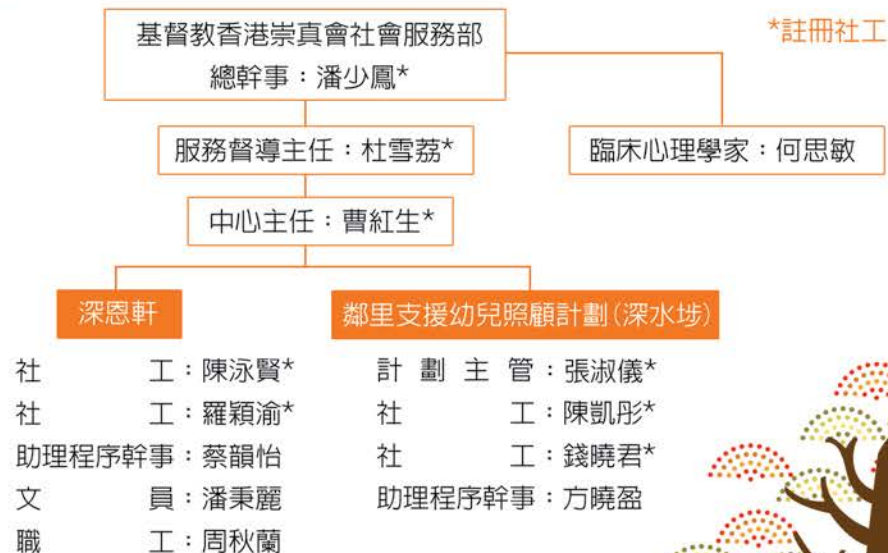 *註冊社工
基督教香港崇真會社會服務部
總幹事：潘少鳳*
服務督導主任：杜雪荔*
臨床心理學家：何思敏
中心主任：曹紅生*
深恩軒
社工：陳泳賢*
社工：羅穎渝*
助理程序幹事：蔡韻怡
文員：潘秉麗
職工：周秋蘭
鄰里支援幼兒照顧計劃(深水埗)
計劃主管：張淑儀*
社工：陳凱彤*
社工：錢曉君*
助理程序幹事：方曉盈